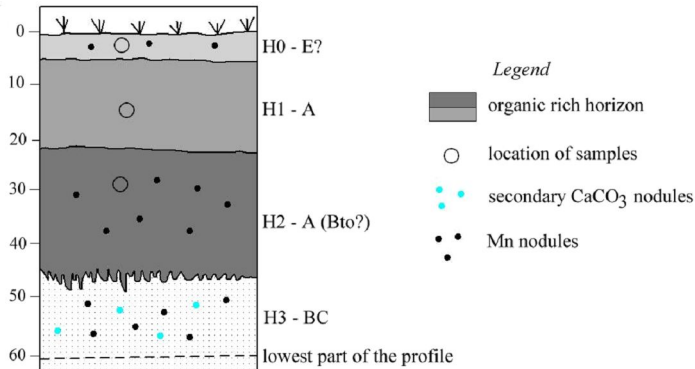 0
10
20
30
40
50
60
H0 - E?
H1 - A
H2 - A (Bto?)
H3 - BC
lowest part of the profile
Legend
organic rich horizon
location of samples
secondary CaCO₃ nodules
Mn nodules